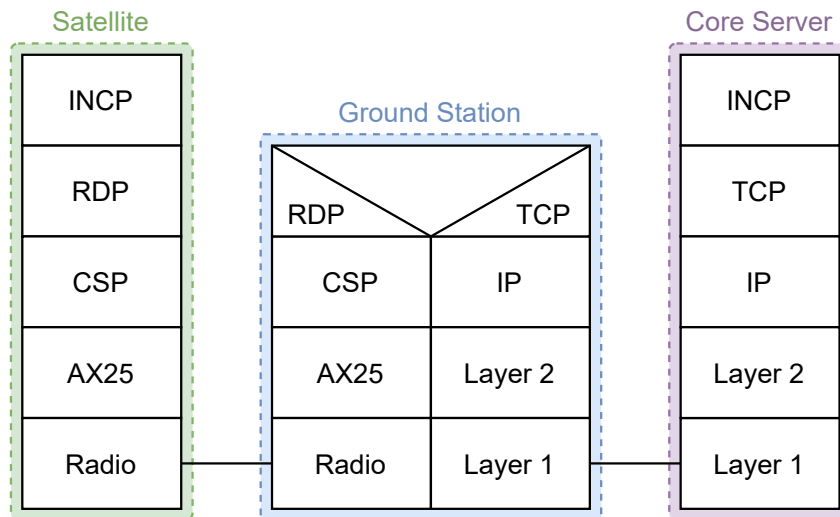 Satellite
INCP
RDP
CSP
AX25
Radio
Ground Station
RDP TCP
CSP IP
AX25 Layer 2
Radio Layer 1
Core Server
INCP
TCP
IP
Layer 2
Layer 1